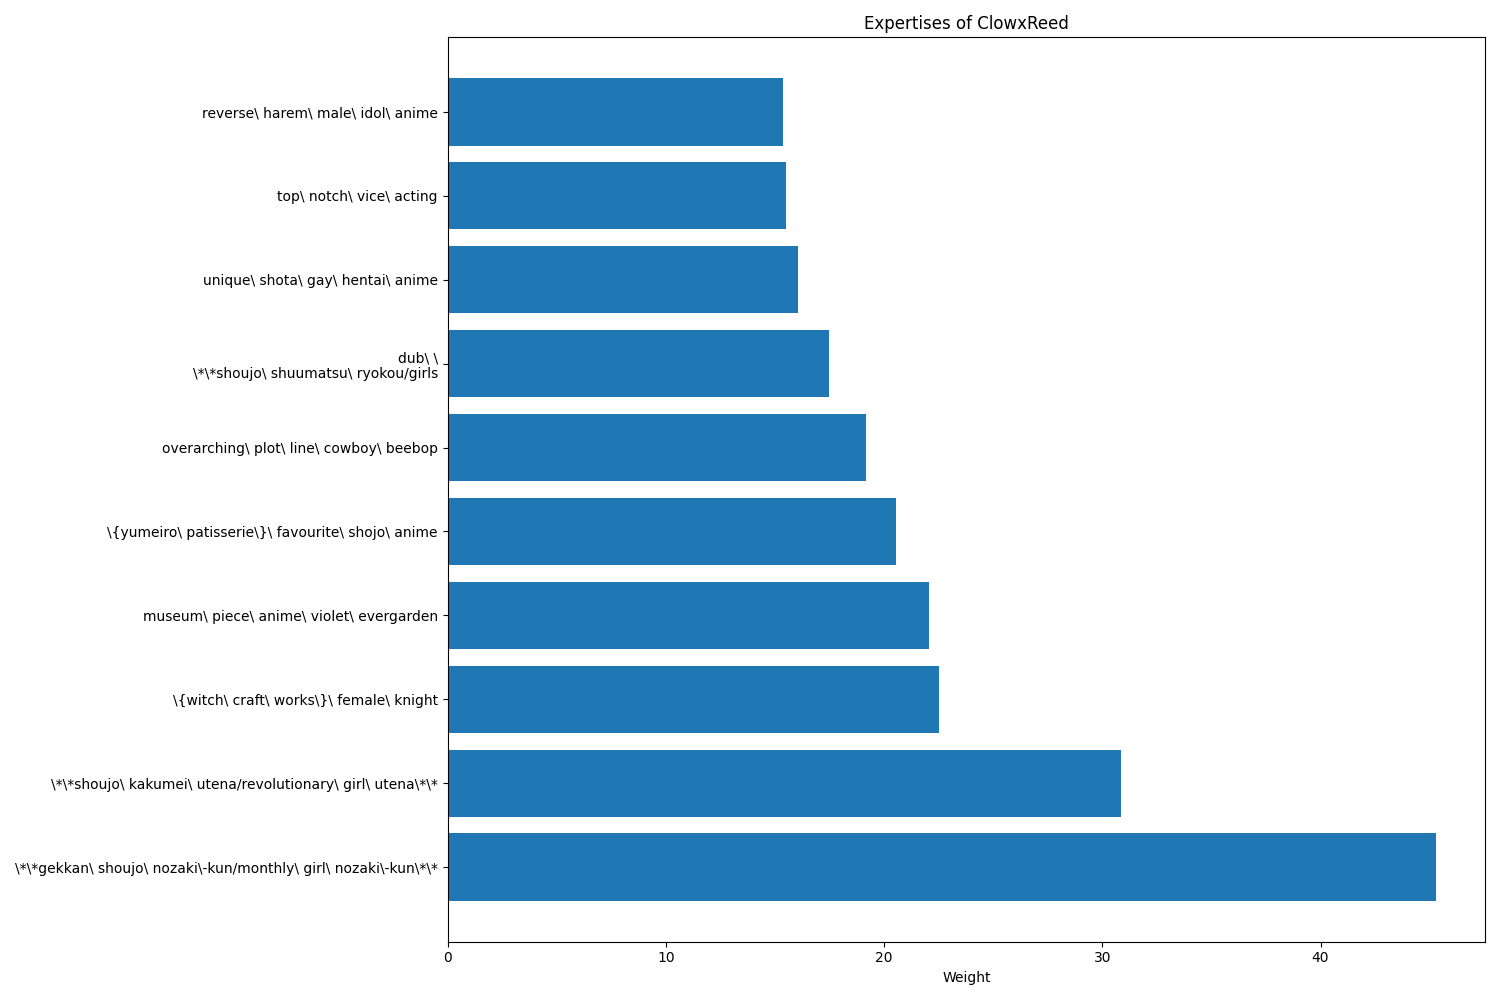 Expertises of ClowxReed
reverse\ harem\ male\ idol\ anime
top\ notch\ vice\ acting
unique\ shota\ gay\ hentai\ anime
dub\ \
\*\*shoujo\ shuumatsu\ ryokou/girls
overarching\ plot\ line\ cowboy\ beebop
\{yumeiro\ patisserie\}\ favourite\ shojo\ anime
museum\ piece\ anime\ violet\ evergarden
\{witch\ craft\ works\}\ female\ knight
\*\*shoujo\ kakumei\ utena/revolutionary\ girl\ utena\*\*
\*\*gekkan\ shoujo\ nozaki\-kun/monthly\ girl\ nozaki\-kun\*\*
0 10 20 30 40
Weight